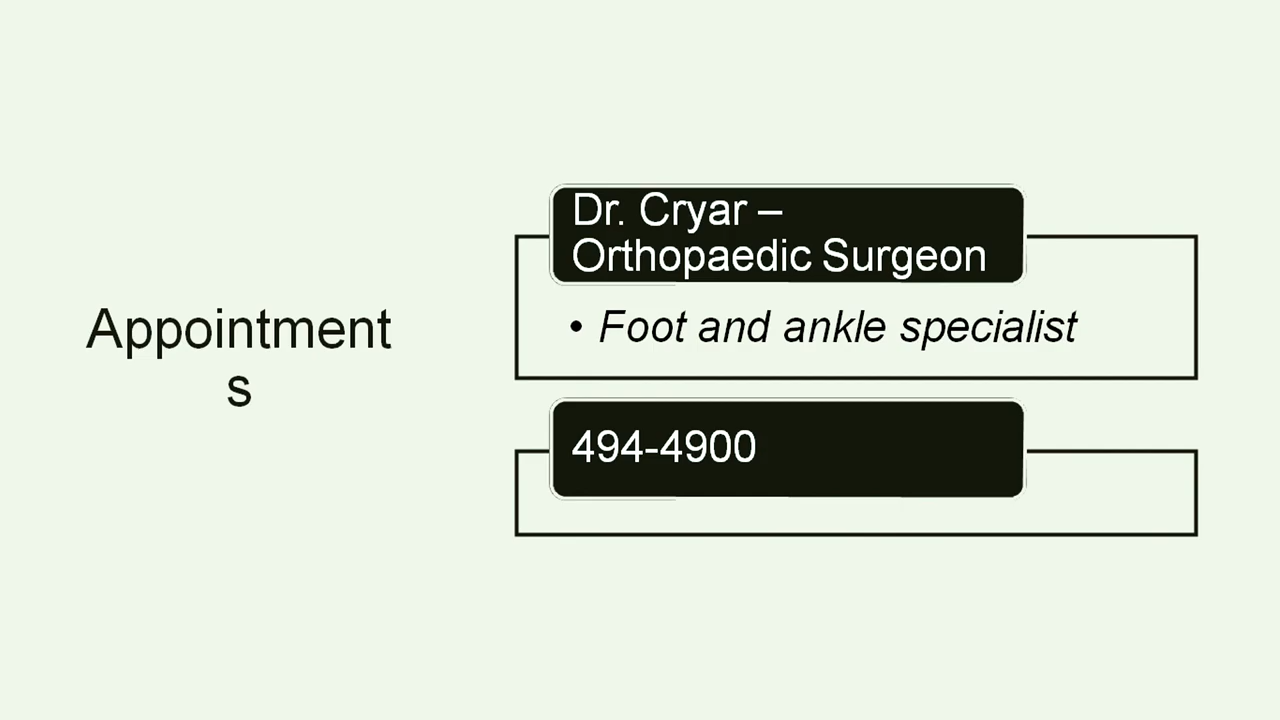 Appointment
s
Dr. Cryar –
Orthopaedic Surgeon
• Foot and ankle specialist
494-4900